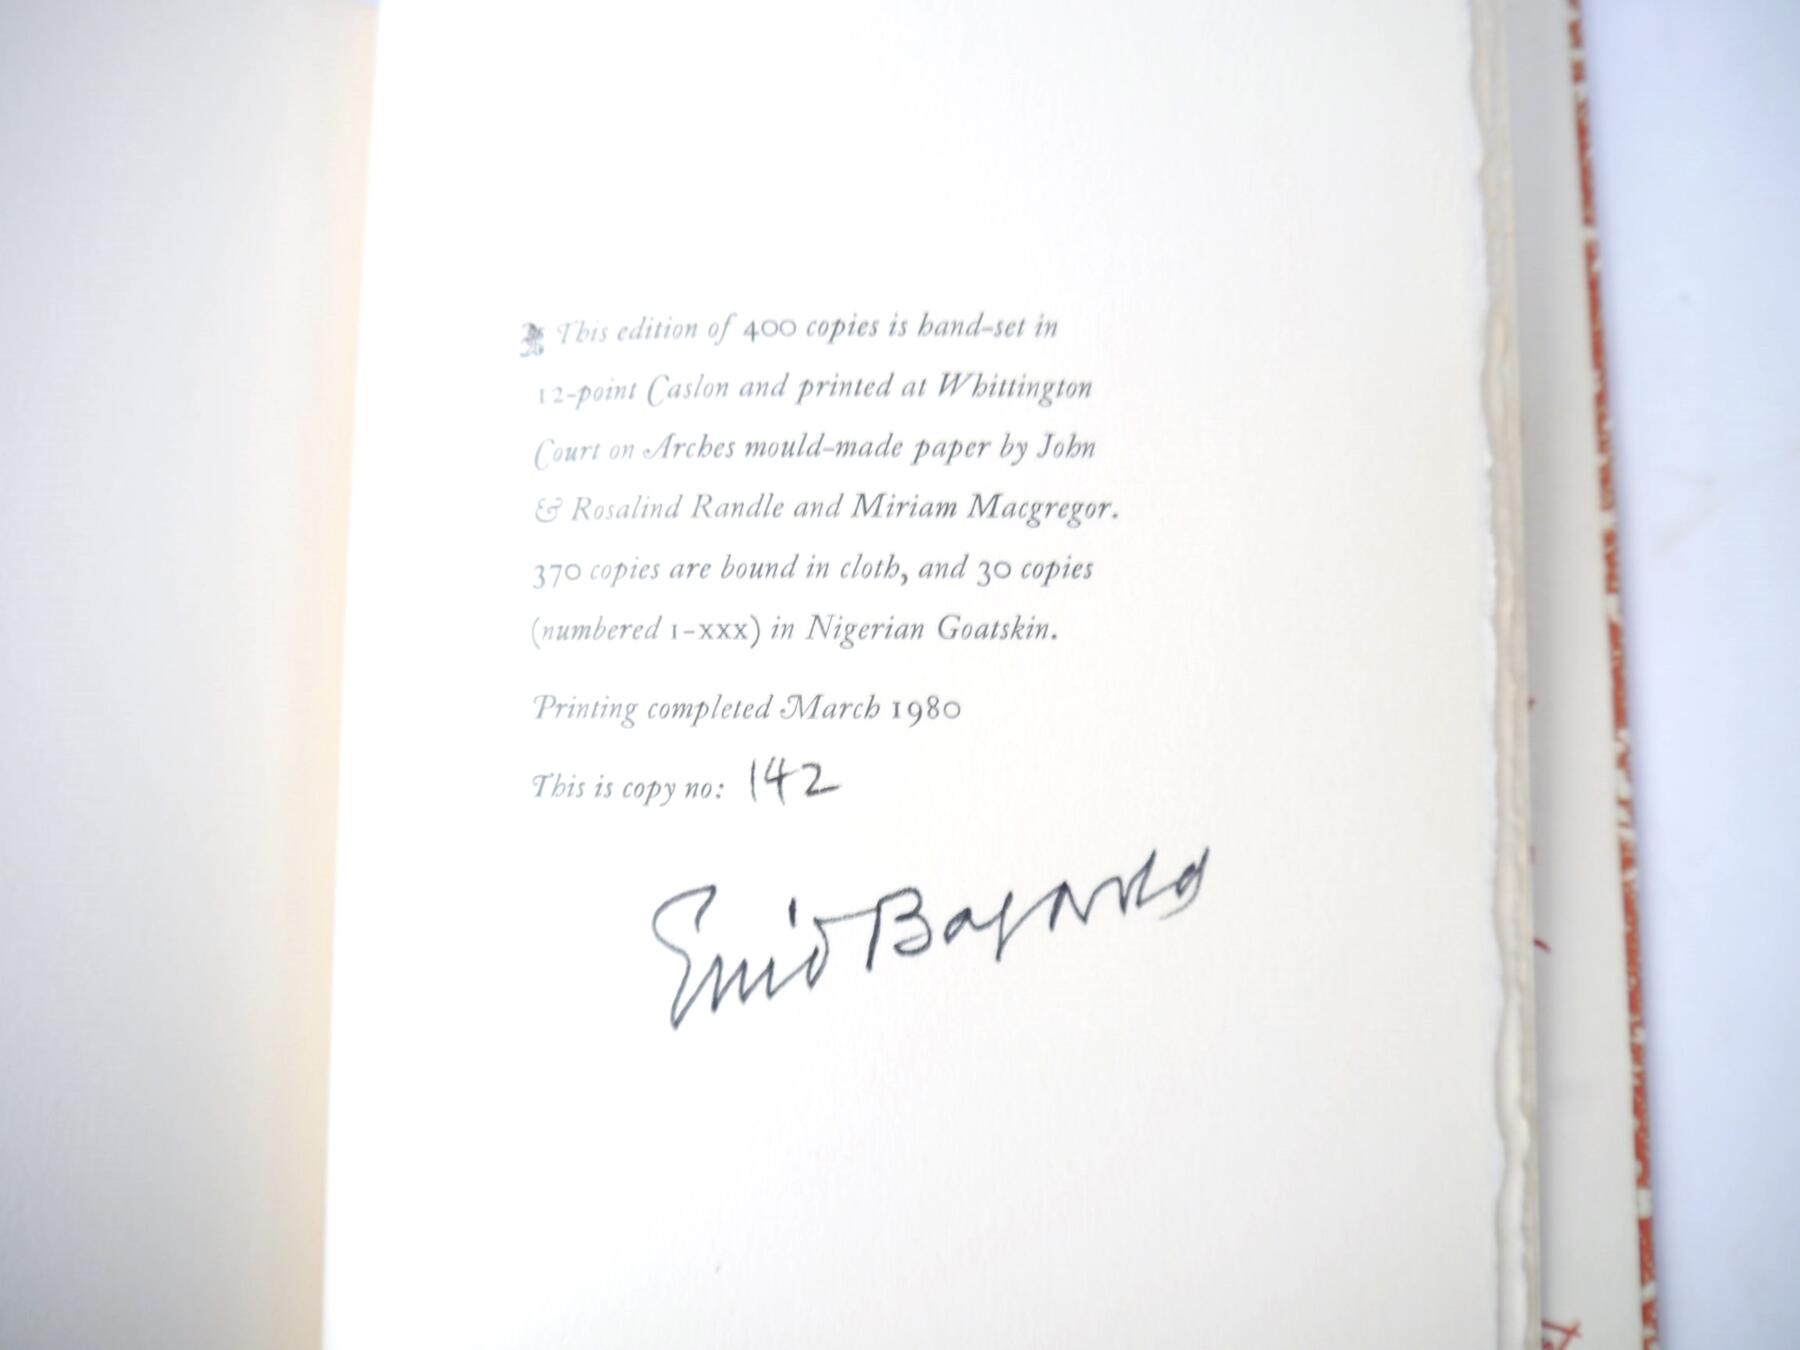 This edition of 400 copies is hand-set in
12-point Caslon and printed at Whittington
Court on Arches mould-made paper by John
& Rosalind Randle and Miriam Macgregor.
370 copies are bound in cloth, and 30 copies
(numbered I-XXX) in Nigerian Goatskin.
Printing completed March 1980
This is copy no: 142
Enid Bagnold